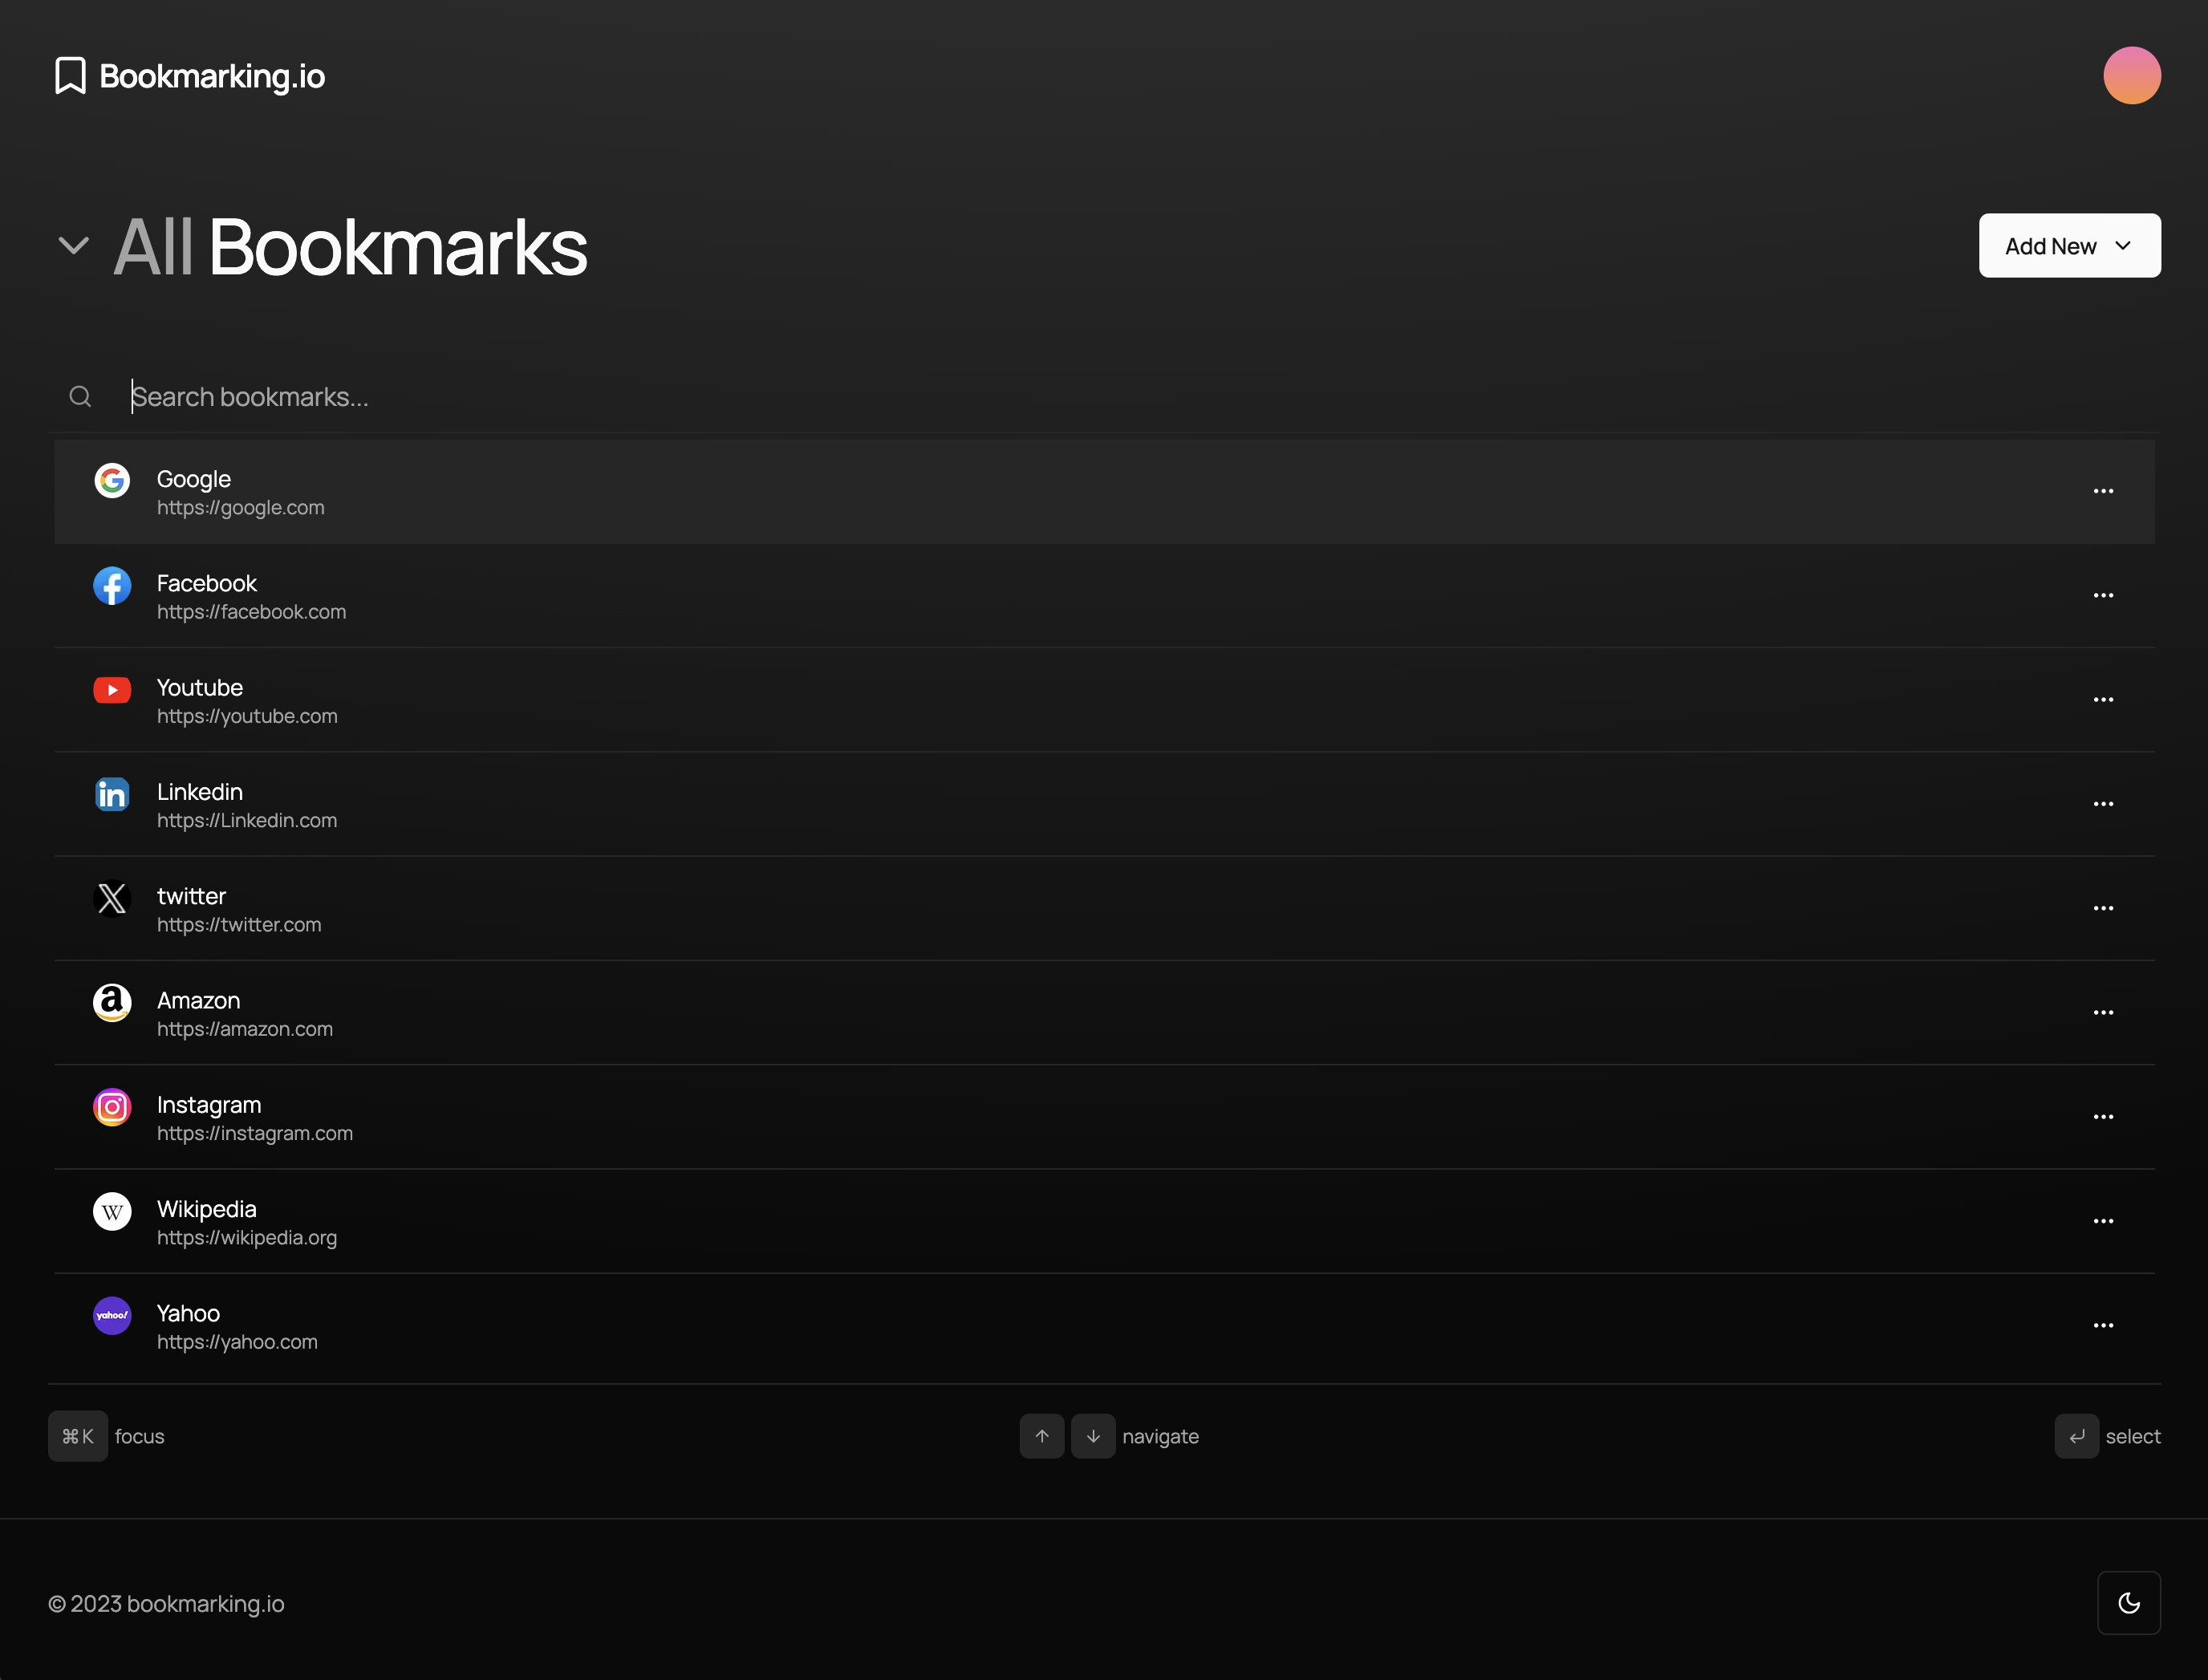 Bookmarking.io
All Bookmarks
Add New
Search bookmarks...
Google
https://google.com
Facebook
https://facebook.com
Youtube
https://youtube.com
Linkedin
https://Linkedin.com
twitter
https://twitter.com
Amazon
https://amazon.com
Instagram
https://instagram.com
Wikipedia
https://wikipedia.org
yahoo!
Yahoo
https://yahoo.com
⌘ K focus
↑ ↓ navigate
↵ select
© 2023 bookmarking.io